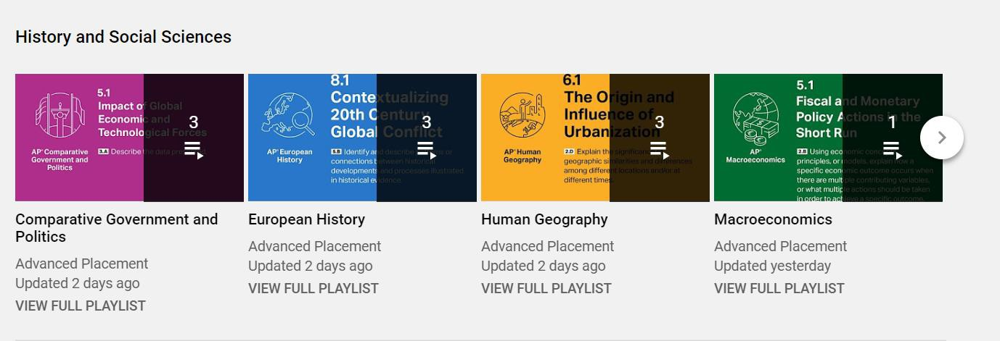 History and Social Sciences
5.1
Impact of Global
Economic and
Technological Forces
3.A Describe the data presented
AP® Comparative
Government and
Politics
3
8.1
Contextualizing
20th Century
Global Conflict
5.B Identify and describe patterns or
connections between historical
developments and processes illustrated
in historical evidence.
AP® European
History
3
6.1
The Origin and
Influence of
Urbanization
2.D Explain the significance of
geographic similarities and differences
among different locations and/or at
different times.
AP® Human
Geography
3
5.1
Fiscal and Monetary
Policy Actions in the
Short Run
2.B Using economic concepts,
principles, or models, explain how a
specific economic outcome occurs when
there are multiple contributing variables,
or what multiple actions should be taken
in order to achieve a specific outcome.
AP®
Macroeconomics
1
Comparative Government and
Politics
Advanced Placement
Updated 2 days ago
VIEW FULL PLAYLIST
European History
Advanced Placement
Updated 2 days ago
VIEW FULL PLAYLIST
Human Geography
Advanced Placement
Updated 2 days ago
VIEW FULL PLAYLIST
Macroeconomics
Advanced Placement
Updated yesterday
VIEW FULL PLAYLIST